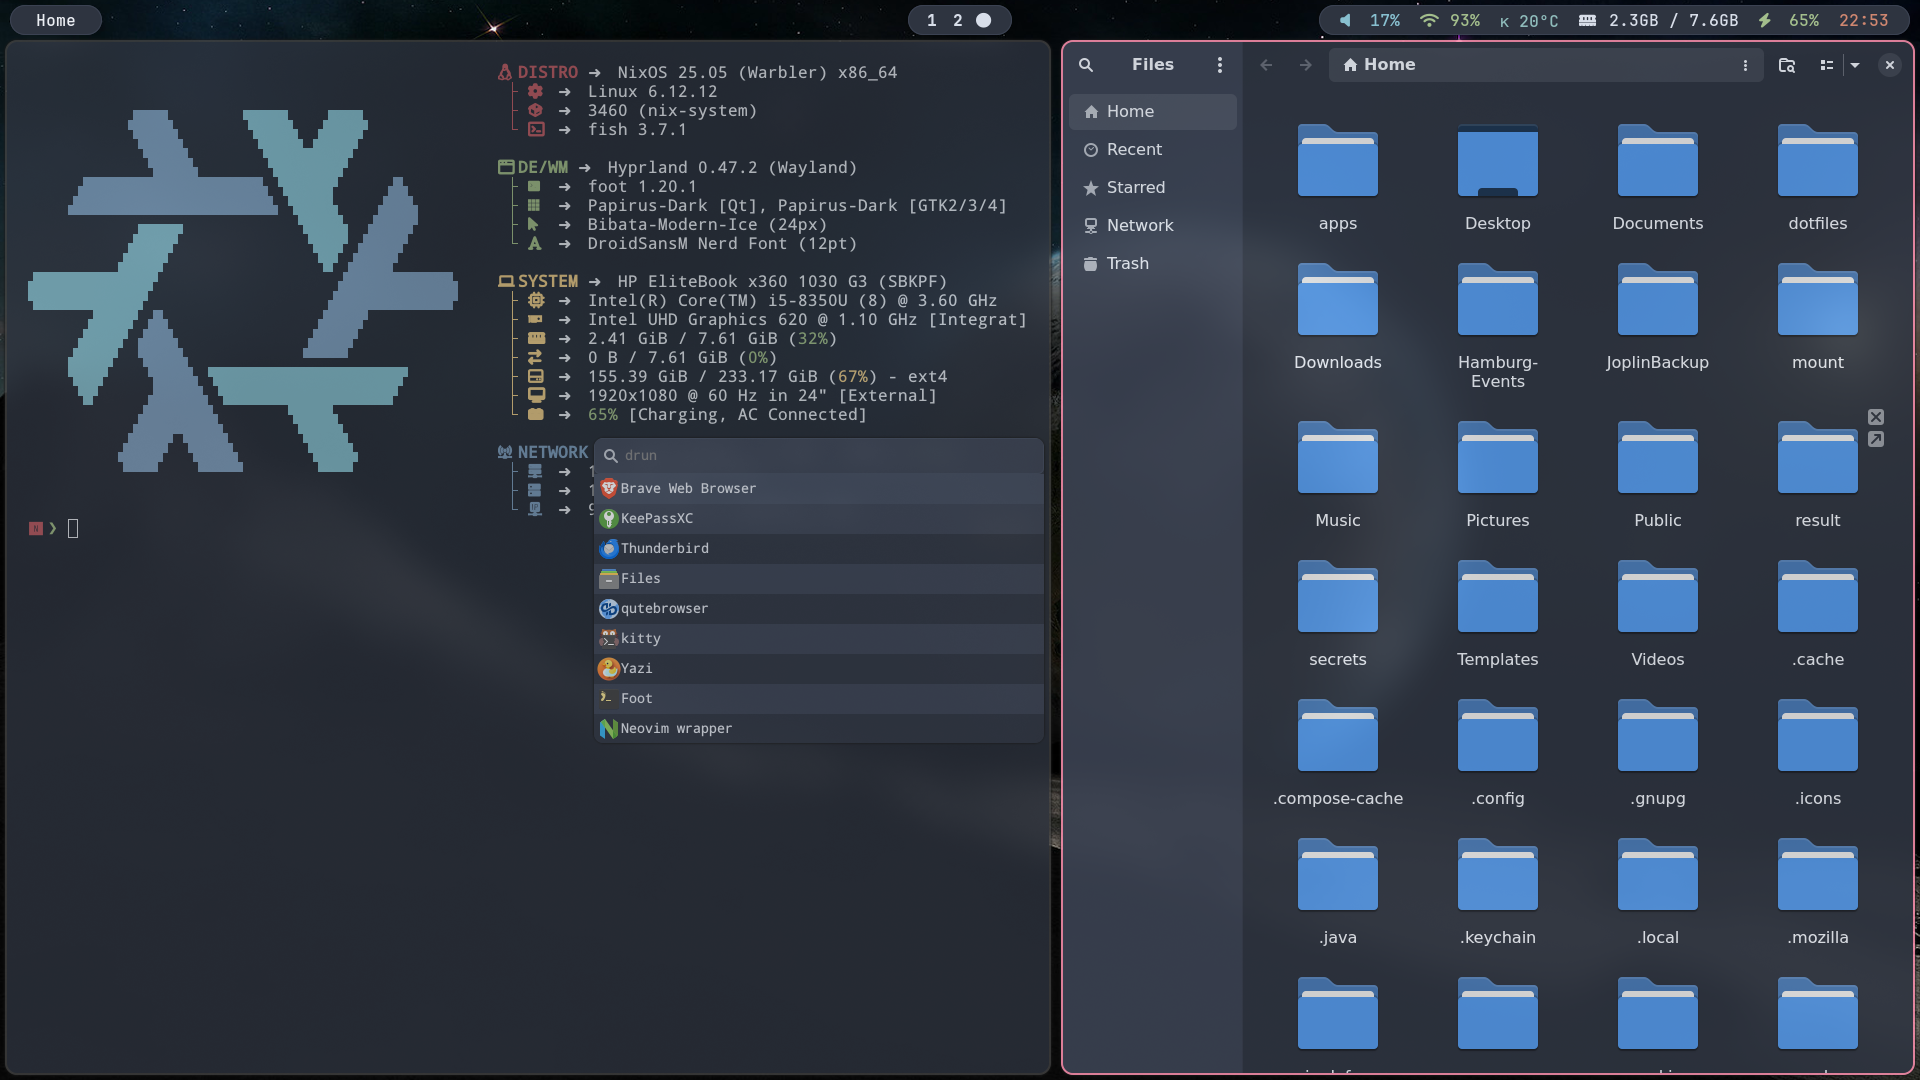 Home
1 2
17% 93% 20°C 2.3GB / 7.6GB 65% 22:53
DISTRO ➜ NixOS 25.05 (Warbler) x86_64
➜ Linux 6.12.12
➜ 3460 (nix-system)
➜ fish 3.7.1
DE/WM ➜ Hyprland 0.47.2 (Wayland)
➜ foot 1.20.1
➜ Papirus-Dark [Qt], Papirus-Dark [GTK2/3/4]
➜ Bibata-Modern-Ice (24px)
➜ DroidSansM Nerd Font (12pt)
SYSTEM ➜ HP EliteBook x360 1030 G3 (SBKPF)
➜ Intel(R) Core(TM) i5-8350U (8) @ 3.60 GHz
➜ Intel UHD Graphics 620 @ 1.10 GHz [Integrat]
➜ 2.41 GiB / 7.61 GiB (32%)
➜ 0 B / 7.61 GiB (0%)
➜ 155.39 GiB / 233.17 GiB (67%) - ext4
➜ 1920x1080 @ 60 Hz in 24" [External]
➜ 65% [Charging, AC Connected]
NETWORK
drun
Brave Web Browser
KeePassXC
Thunderbird
Files
qutebrowser
kitty
Yazi
Foot
Neovim wrapper
Files
Home
Home
Recent
Starred
Network
Trash
apps Desktop Documents dotfiles
Downloads Hamburg-Events JoplinBackup mount
Music Pictures Public result
secrets Templates Videos .cache
.compose-cache .config .gnupg .icons
.java .keychain .local .mozilla